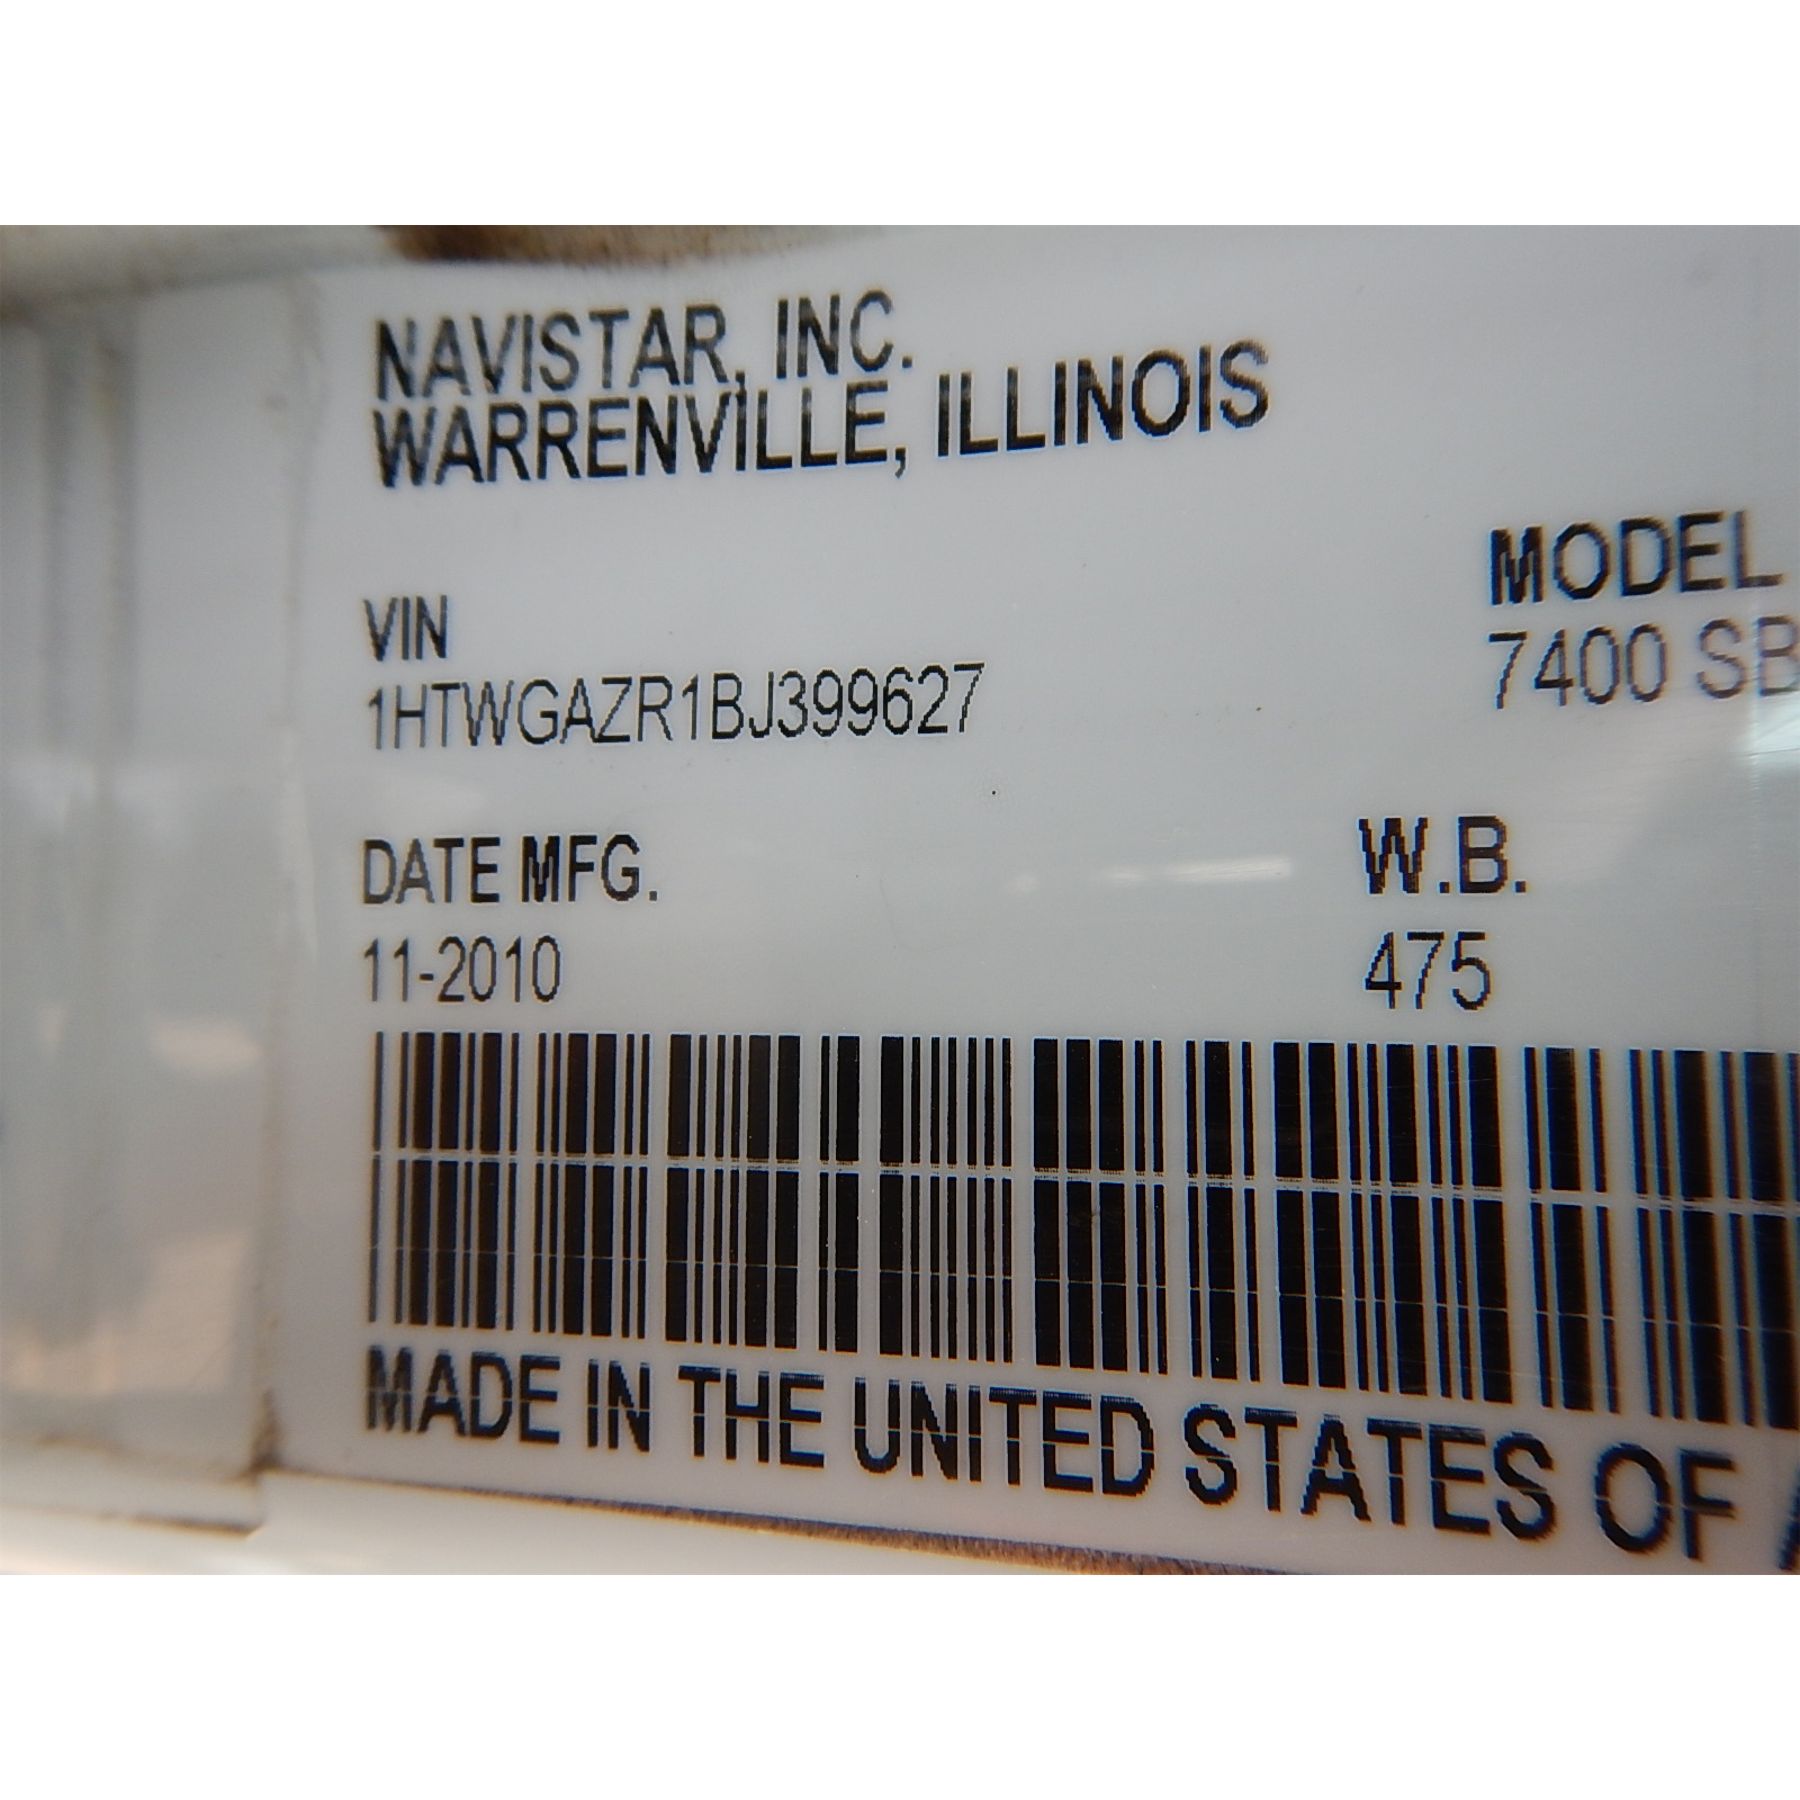 NAVISTAR, INC.
WARRENVILLE, ILLINOIS
MODEL
7400 SB
VIN
1HTWGAZR1BJ399627
DATE MFG.
11-2010
W.B.
475
MADE IN THE UNITED STATES OF